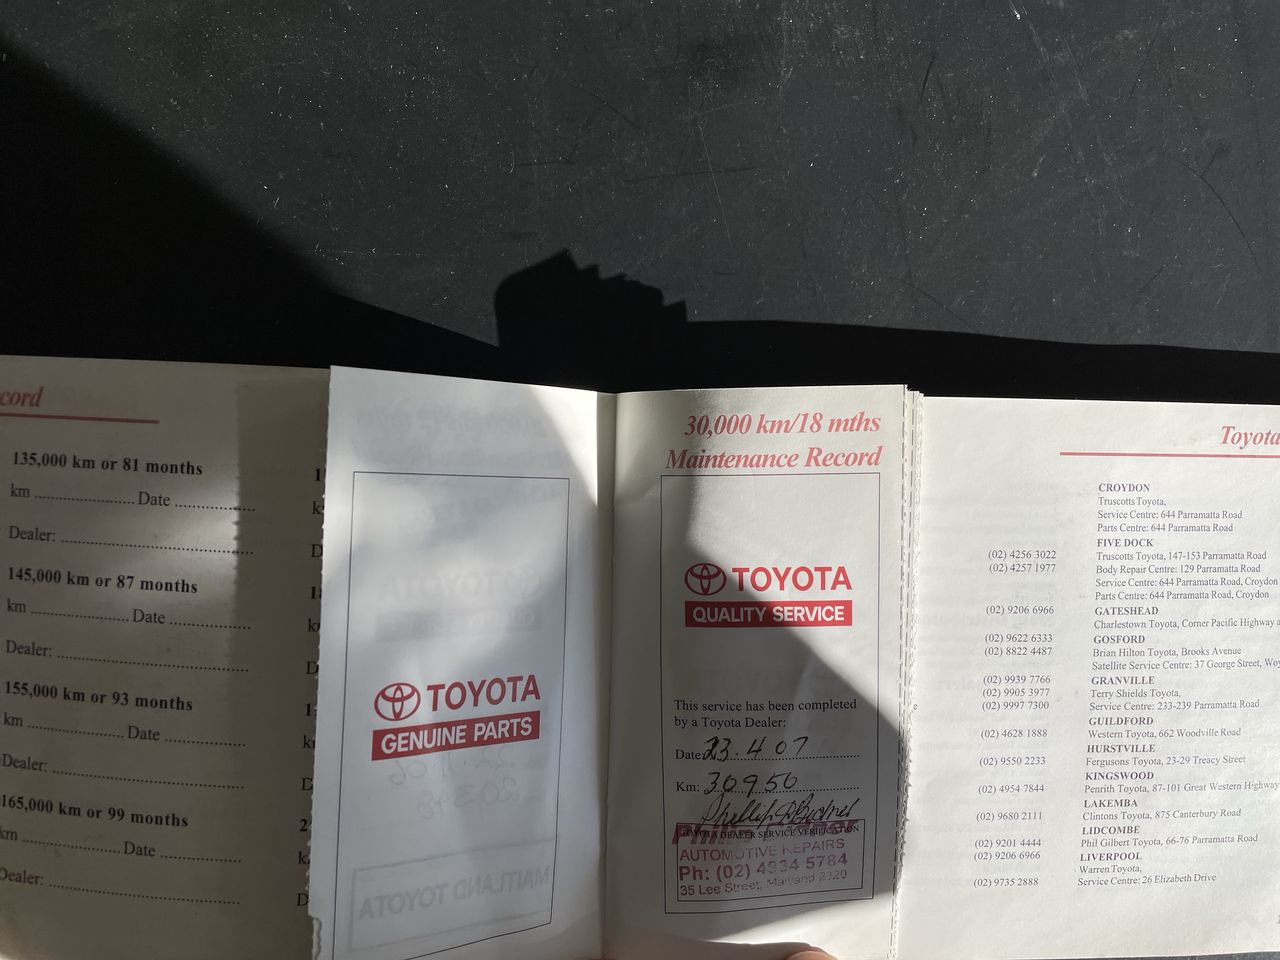 cord
135,000 km or 81 months
km ........................ Date ...................
Dealer: ..............................................
145,000 km or 87 months
km ........................ Date ...................
Dealer: ..............................................
155,000 km or 93 months
km ........................ Date ...................
Dealer: ..............................................
165,000 km or 99 months
km ........................ Date ...................
Dealer: ..............................................
TOYOTA
GENUINE PARTS
MAITLAND TOYOTA
30,000 km/18 mths
Maintenance Record
TOYOTA
QUALITY SERVICE
This service has been completed
by a Toyota Dealer:
Date: 23.4 07
Km: 30950
TOYOTA DEALER SERVICE VERIFICATION
AUTOMOTIVE REPAIRS
Ph: (02) 4934 5784
35 Lee Street, Maitland 2320
Toyota
CROYDON
Truscotts Toyota,
Service Centre: 644 Parramatta Road
Parts Centre: 644 Parramatta Road
FIVE DOCK
(02) 4256 3022 Truscotts Toyota, 147-153 Parramatta Road
(02) 4257 1977 Body Repair Centre: 129 Parramatta Road
Service Centre: 644 Parramatta Road, Croydon
Parts Centre: 644 Parramatta Road, Croydon
(02) 9206 6966 GATESHEAD
Charlestown Toyota, Corner Pacific Highway a
(02) 9622 6333 GOSFORD
(02) 8822 4487 Brian Hilton Toyota, Brooks Avenue
Satellite Service Centre: 37 George Street, Woy
(02) 9939 7766 GRANVILLE
(02) 9905 3977 Terry Shields Toyota,
(02) 9997 7300 Service Centre: 233-239 Parramatta Road
GUILDFORD
(02) 4628 1888 Western Toyota, 662 Woodville Road
HURSTVILLE
(02) 9550 2233 Fergusons Toyota, 23-29 Treacy Street
KINGSWOOD
(02) 4954 7844 Penrith Toyota, 87-101 Great Western Highway
LAKEMBA
(02) 9680 2111 Clintons Toyota, 875 Canterbury Road
LIDCOMBE
(02) 9201 4444 Phil Gilbert Toyota, 66-76 Parramatta Road
(02) 9206 6966 LIVERPOOL
Warren Toyota,
(02) 9735 2888 Service Centre: 26 Elizabeth Drive